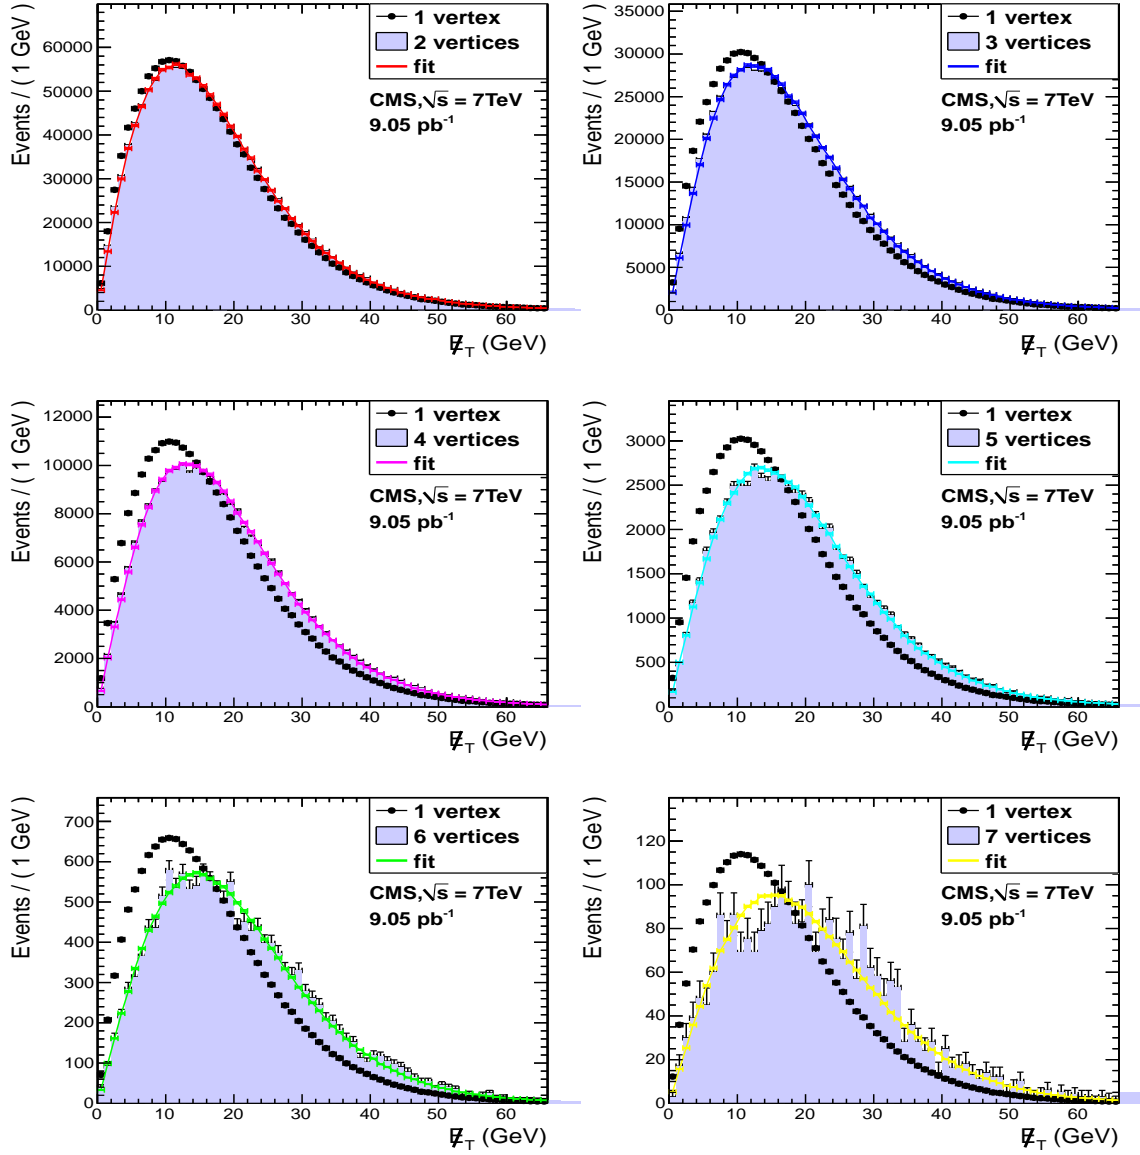 Events / ( 1 GeV )
60000
50000
40000
30000
20000
10000
0
1 vertex
2 vertices
fit
CMS,√s = 7TeV
9.05 pb⁻¹
0 10 20 30 40 50 60
E̸_T (GeV)
Events / ( 1 GeV )
35000
30000
25000
20000
15000
10000
5000
0
1 vertex
3 vertices
fit
CMS,√s = 7TeV
9.05 pb⁻¹
0 10 20 30 40 50 60
E̸_T (GeV)
Events / ( 1 GeV )
12000
10000
8000
6000
4000
2000
0
1 vertex
4 vertices
fit
CMS,√s = 7TeV
9.05 pb⁻¹
0 10 20 30 40 50 60
E̸_T (GeV)
Events / ( 1 GeV )
3000
2500
2000
1500
1000
500
0
1 vertex
5 vertices
fit
CMS,√s = 7TeV
9.05 pb⁻¹
0 10 20 30 40 50 60
E̸_T (GeV)
Events / ( 1 GeV )
700
600
500
400
300
200
100
0
1 vertex
6 vertices
fit
CMS,√s = 7TeV
9.05 pb⁻¹
0 10 20 30 40 50 60
E̸_T (GeV)
Events / ( 1 GeV )
120
100
80
60
40
20
0
1 vertex
7 vertices
fit
CMS,√s = 7TeV
9.05 pb⁻¹
0 10 20 30 40 50 60
E̸_T (GeV)